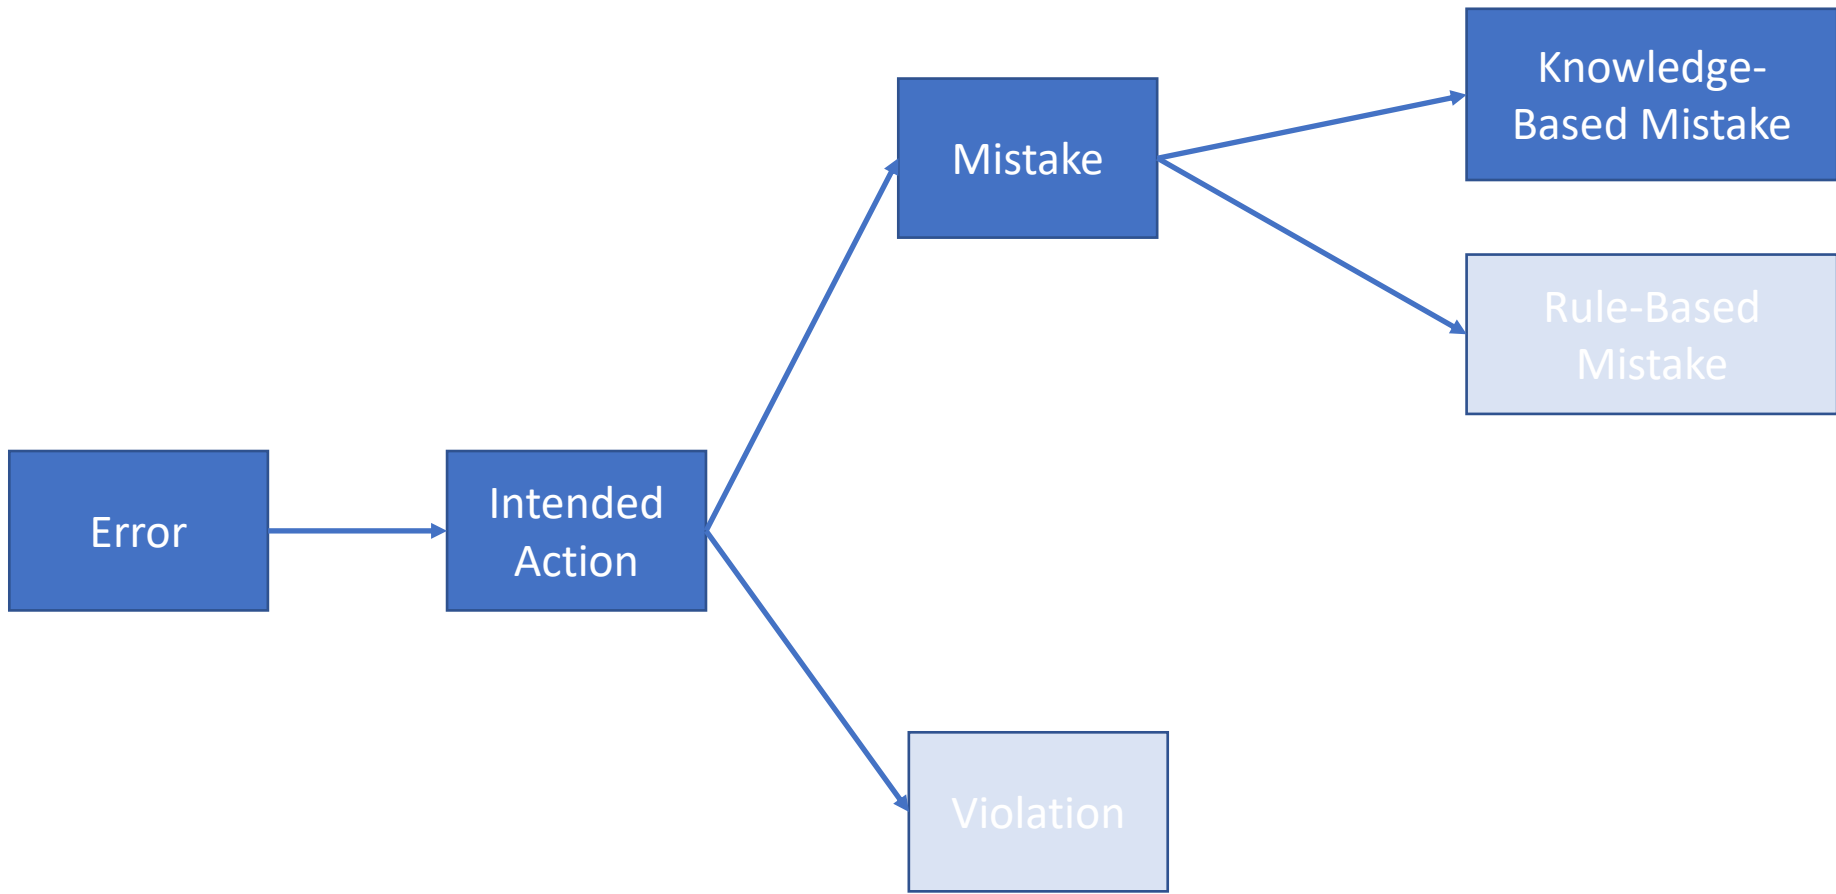 Error
Intended
Action
Mistake
Violation
Knowledge-
Based Mistake
Rule-Based
Mistake